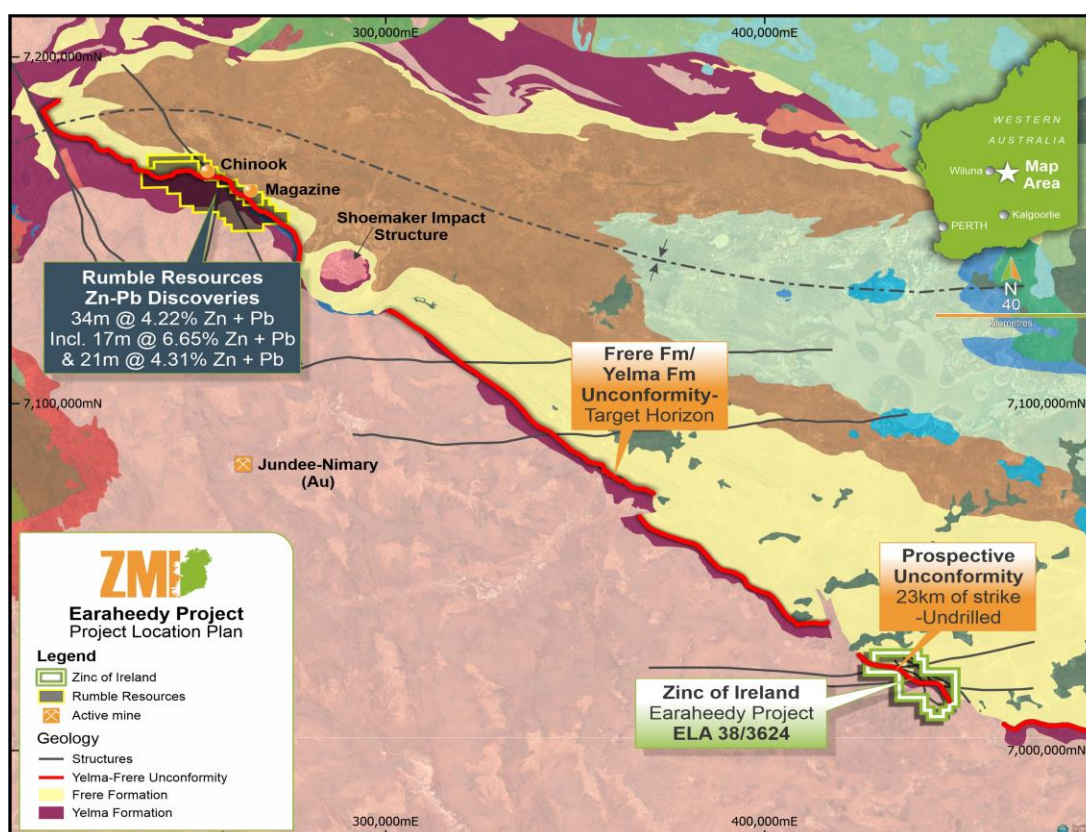 300,000mE
400,000mE
7,200,000mN
WESTERN
AUSTRALIA
Wiluna
Map
Area
Kalgoorlie
PERTH
Chinook
Magazine
Shoemaker Impact
Structure
N
40
kilometres
Rumble Resources
Zn-Pb Discoveries
34m @ 4.22% Zn + Pb
Incl. 17m @ 6.65% Zn + Pb
& 21m @ 4.31% Zn + Pb
Frere Fm/
Yelma Fm
Unconformity-
Target Horizon
7,100,000mN
7,100,000mN
Jundee-Nimary
(Au)
Prospective
Unconformity
23km of strike
-Undrilled
Zinc of Ireland
Earaheedy Project
ELA 38/3624
7,000,000mN
ZMI
Earaheedy Project
Project Location Plan
Legend
Zinc of Ireland
Rumble Resources
Active mine
Geology
Structures
Yelma-Frere Unconformity
Frere Formation
Yelma Formation
300,000mE
400,000mE